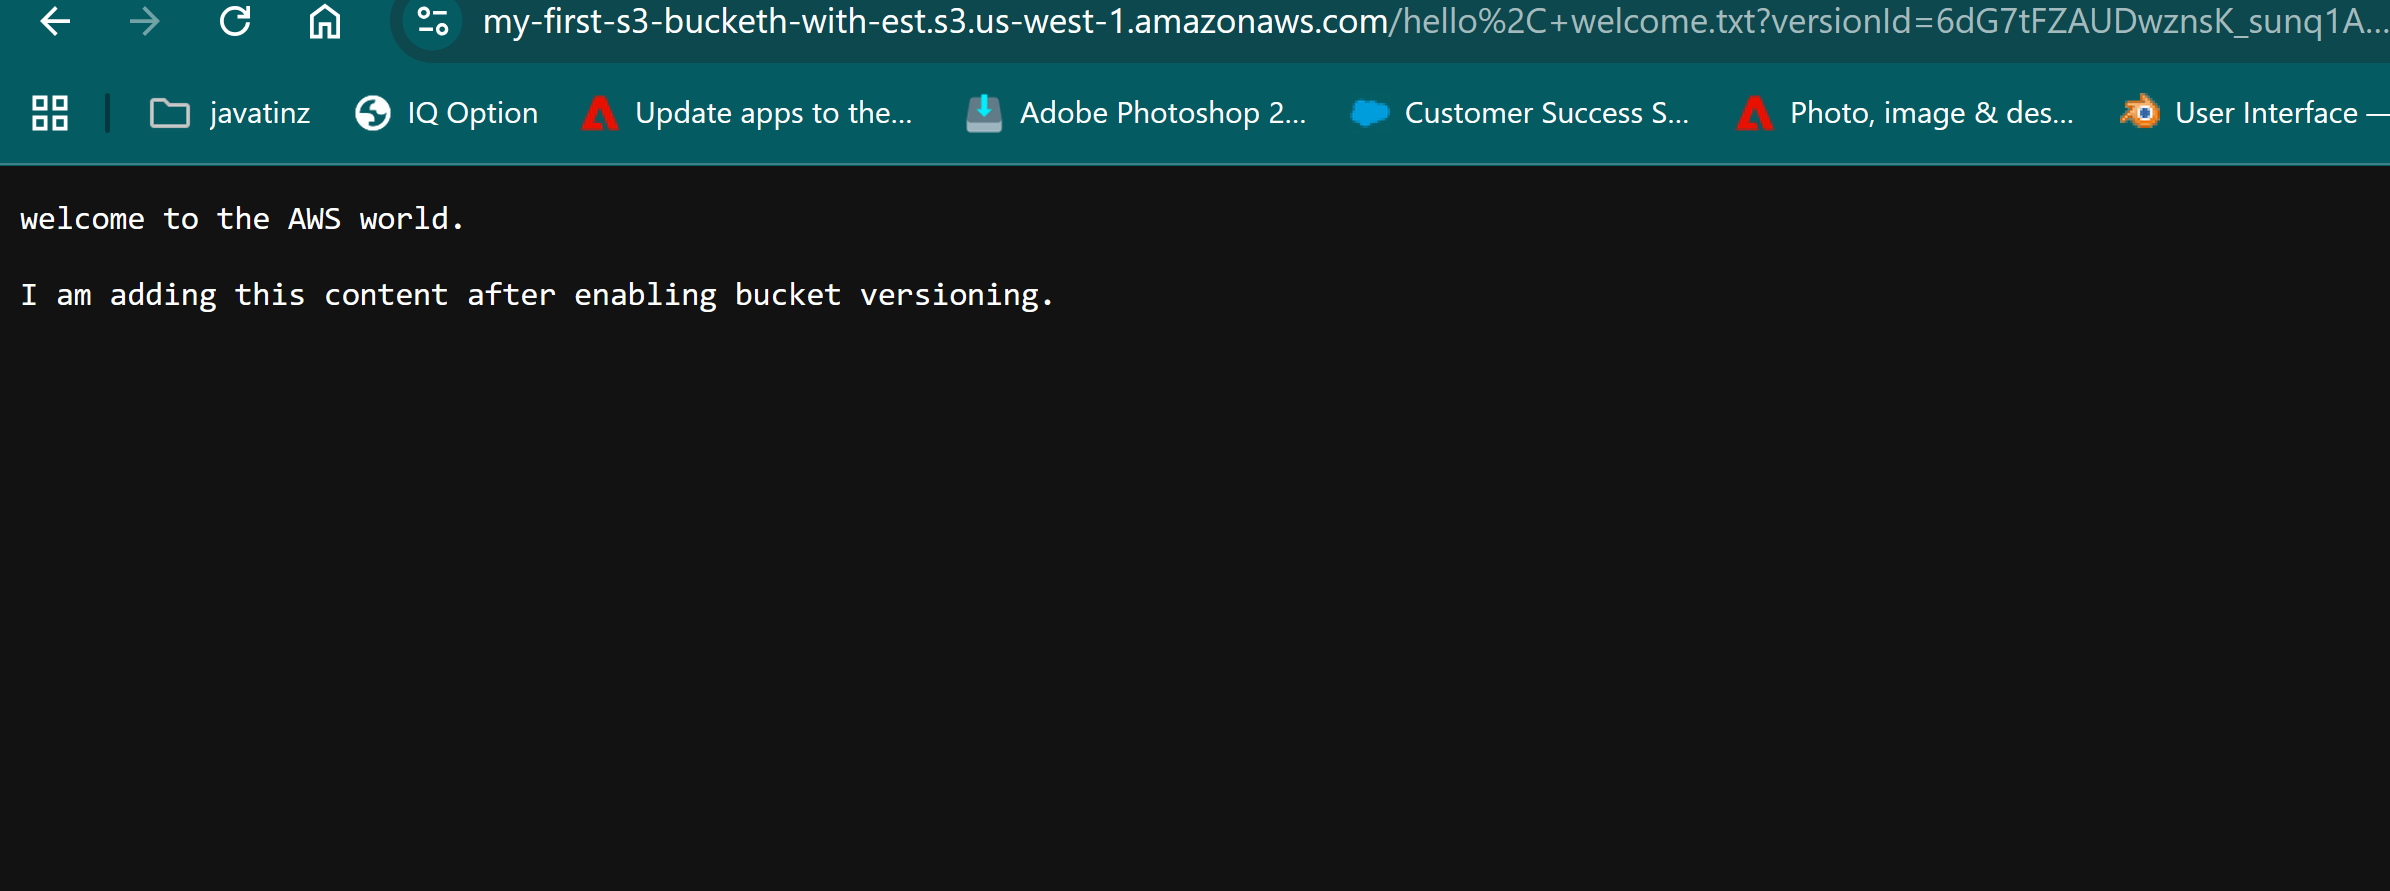 my-first-s3-bucketh-with-est.s3.us-west-1.amazonaws.com/hello%2C+welcome.txt?versionId=6dG7tFZAUDwznsK_sunq1A...
javatinz IQ Option Update apps to the... Adobe Photoshop 2... Customer Success S... Photo, image & des... User Interface —
welcome to the AWS world.
I am adding this content after enabling bucket versioning.